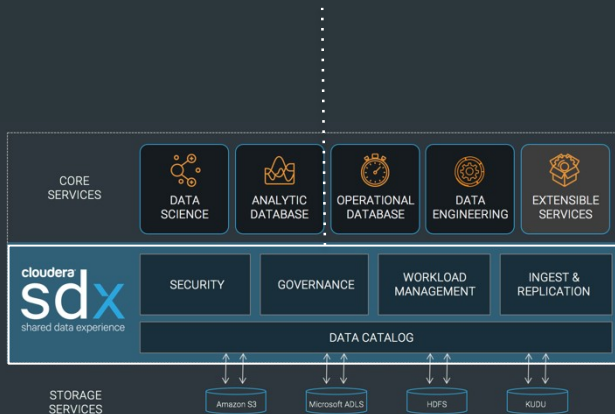 CORE
SERVICES
DATA
SCIENCE
ANALYTIC
DATABASE
OPERATIONAL
DATABASE
DATA
ENGINEERING
EXTENSIBLE
SERVICES
cloudera
sdx
shared data experience
SECURITY
GOVERNANCE
WORKLOAD
MANAGEMENT
INGEST &
REPLICATION
DATA CATALOG
STORAGE
SERVICES
Amazon S3
Microsoft ADLS
HDFS
KUDU